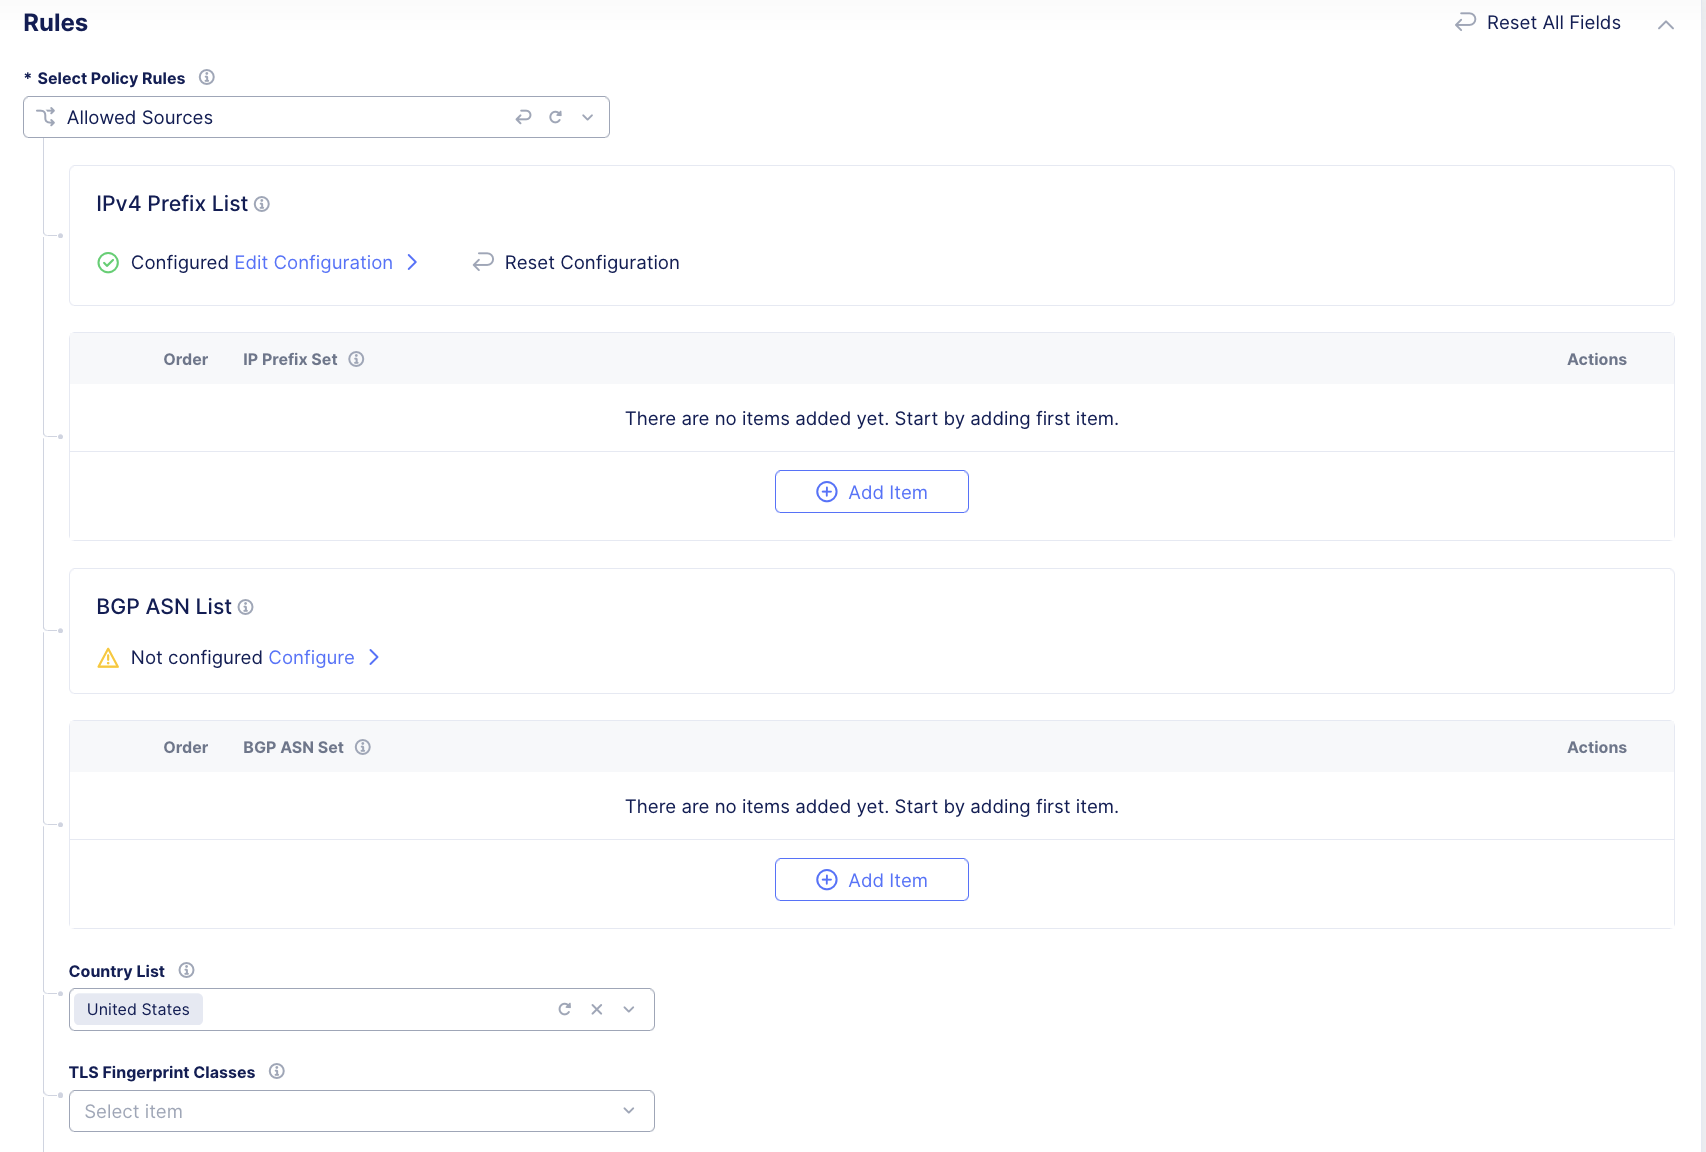 Rules
Reset All Fields
* Select Policy Rules
Allowed Sources
IPv4 Prefix List
Configured Edit Configuration
Reset Configuration
Order IP Prefix Set Actions
There are no items added yet. Start by adding first item.
Add Item
BGP ASN List
Not configured Configure
Order BGP ASN Set Actions
There are no items added yet. Start by adding first item.
Add Item
Country List
United States
TLS Fingerprint Classes
Select item